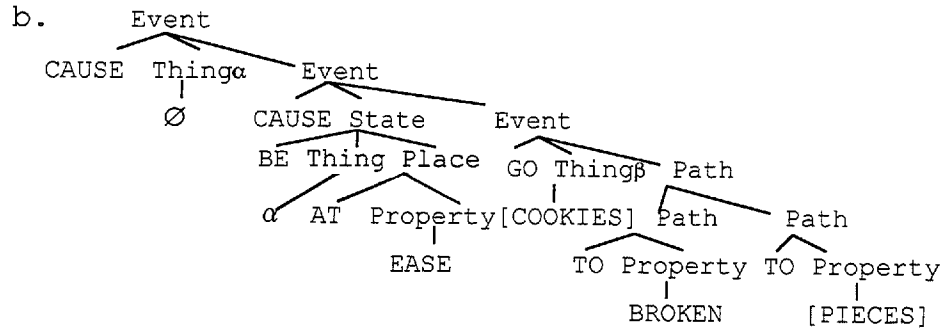 b. Event
CAUSE Thingα Event
Ø CAUSE State Event
BE Thing Place GO Thingβ Path
α AT Property [COOKIES] Path Path
EASE TO Property TO Property
BROKEN [PIECES]